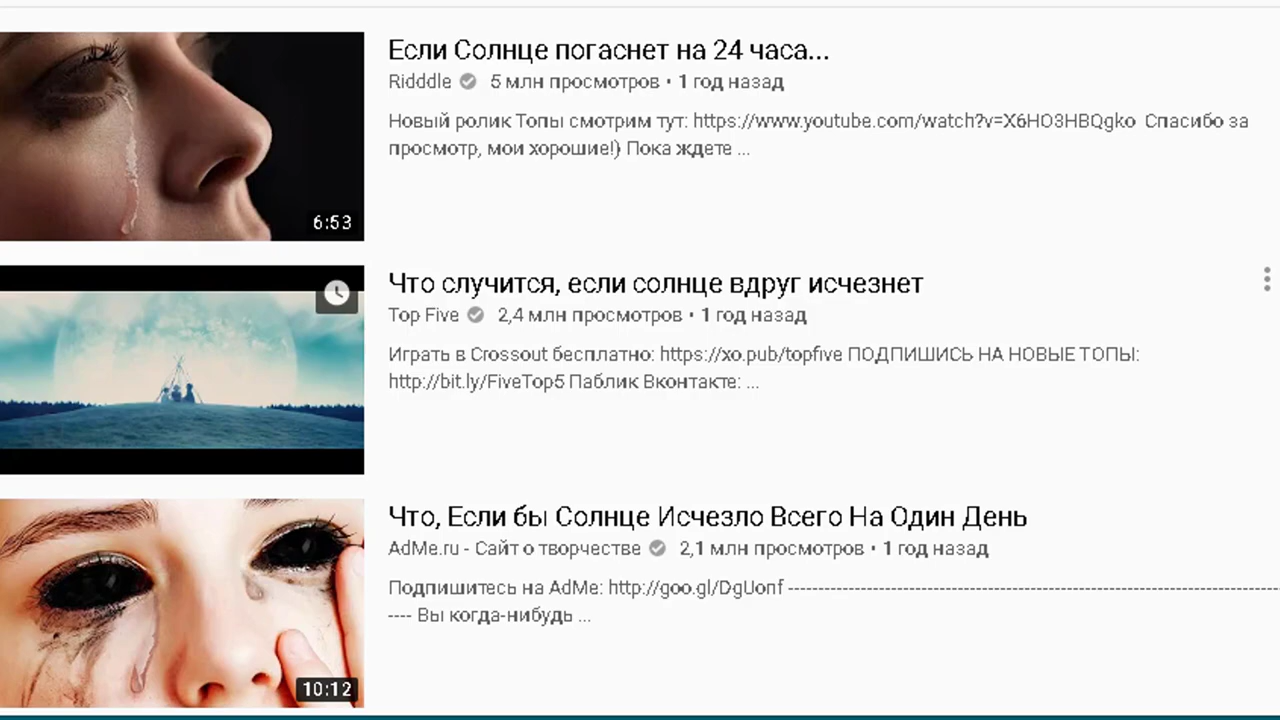 Если Солнце погаснет на 24 часа...
Ridddle 5 млн просмотров • 1 год назад
Новый ролик Топы смотрим тут: https://www.youtube.com/watch?v=X6HO3HBQgko Спасибо за
просмотр, мои хорошие!) Пока ждете ...
6:53
Что случится, если солнце вдруг исчезнет
Top Five 2,4 млн просмотров • 1 год назад
Играть в Crossout бесплатно: https://xo.pub/topfive ПОДПИШИСЬ НА НОВЫЕ ТОПЫ:
http://bit.ly/FiveTop5 Паблик Вконтакте: ...
Что, Если бы Солнце Исчезло Всего На Один День
AdMe.ru - Сайт о творчестве 2,1 млн просмотров • 1 год назад
Подпишитесь на AdMe: http://goo.gl/DgUonf ----------------------------------------------------------------------------------
---- Вы когда-нибудь ...
10:12